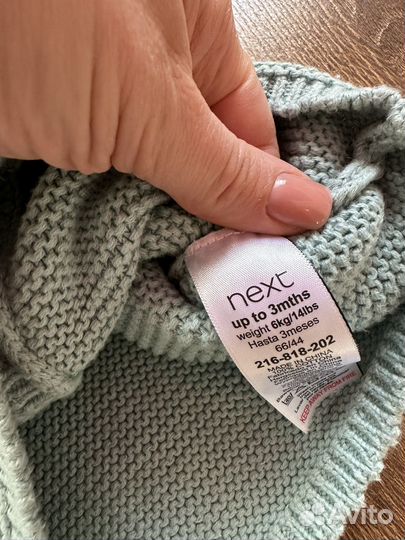 next
up to 3mths
weight 6kg/14lbs
Hasta 3meses
66/44
216-818-202
MADE IN CHINA
KEEP AWAY FROM FIRE
Avito